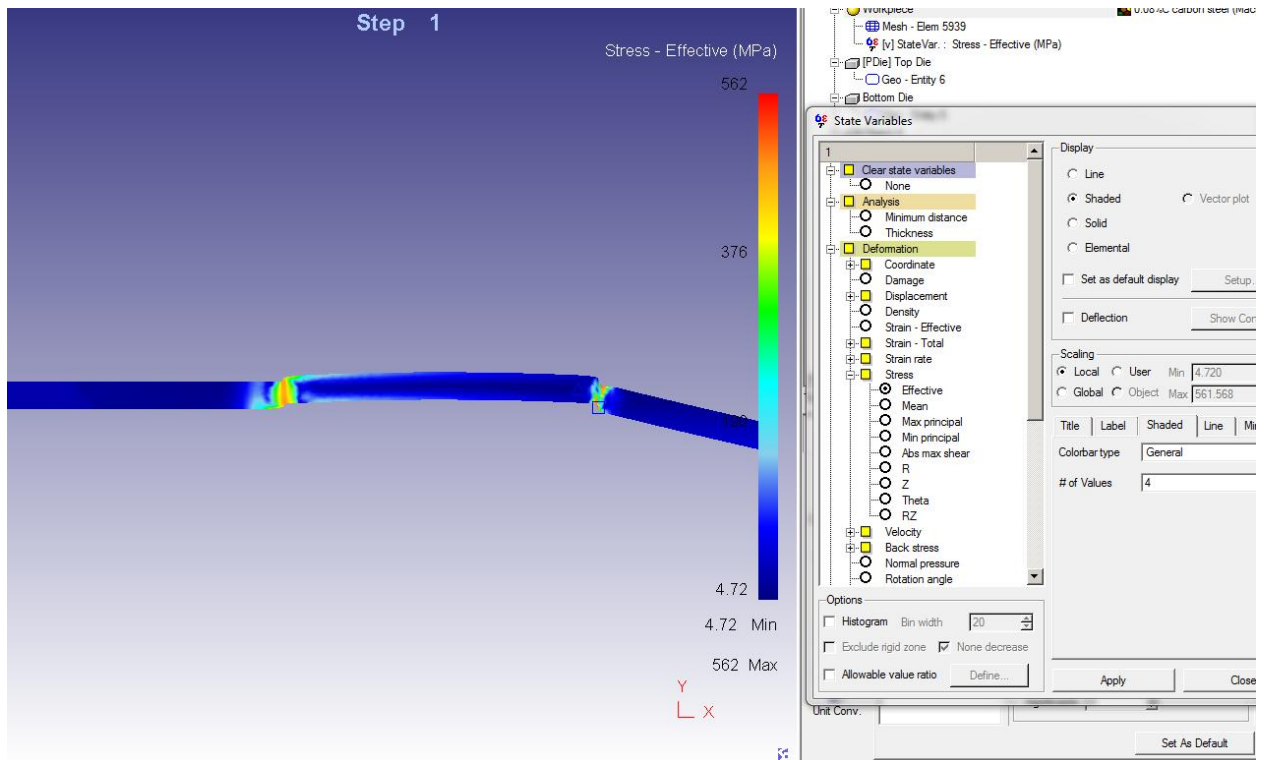 Step 1
Stress - Effective (MPa)
562
376
190
4.72
4.72 Min
562 Max
Y
X
Workpiece
0.08%C carbon steel (Mac
Mesh - Elem 5939
[v] StateVar. : Stress - Effective (MPa)
[PDie] Top Die
Geo - Entity 6
Bottom Die
State Variables
1
Clear state variables
None
Analysis
Minimum distance
Thickness
Deformation
Coordinate
Damage
Displacement
Density
Strain - Effective
Strain - Total
Strain rate
Stress
Effective
Mean
Max principal
Min principal
Abs max shear
R
Z
Theta
RZ
Velocity
Back stress
Normal pressure
Rotation angle
Options
Histogram Bin width 20
Exclude rigid zone None decrease
Allowable value ratio Define...
Display
Line
Shaded Vector plot
Solid
Elemental
Set as default display Setup.
Deflection Show Con
Scaling
Local User Min 4.720
Global Object Max 561.568
Title Label Shaded Line Mi
Colorbar type General
# of Values 4
Apply Close
Unit Conv.
Set As Default